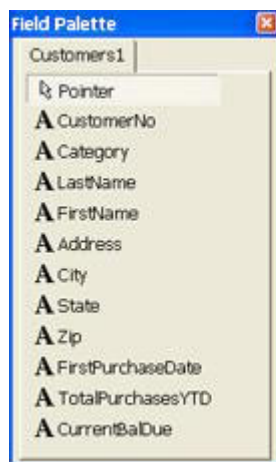 Field Palette
Customers1
Pointer
A CustomerNo
A Category
A LastName
A FirstName
A Address
A City
A State
A Zip
A FirstPurchaseDate
A TotalPurchasesYTD
A CurrentBalDue